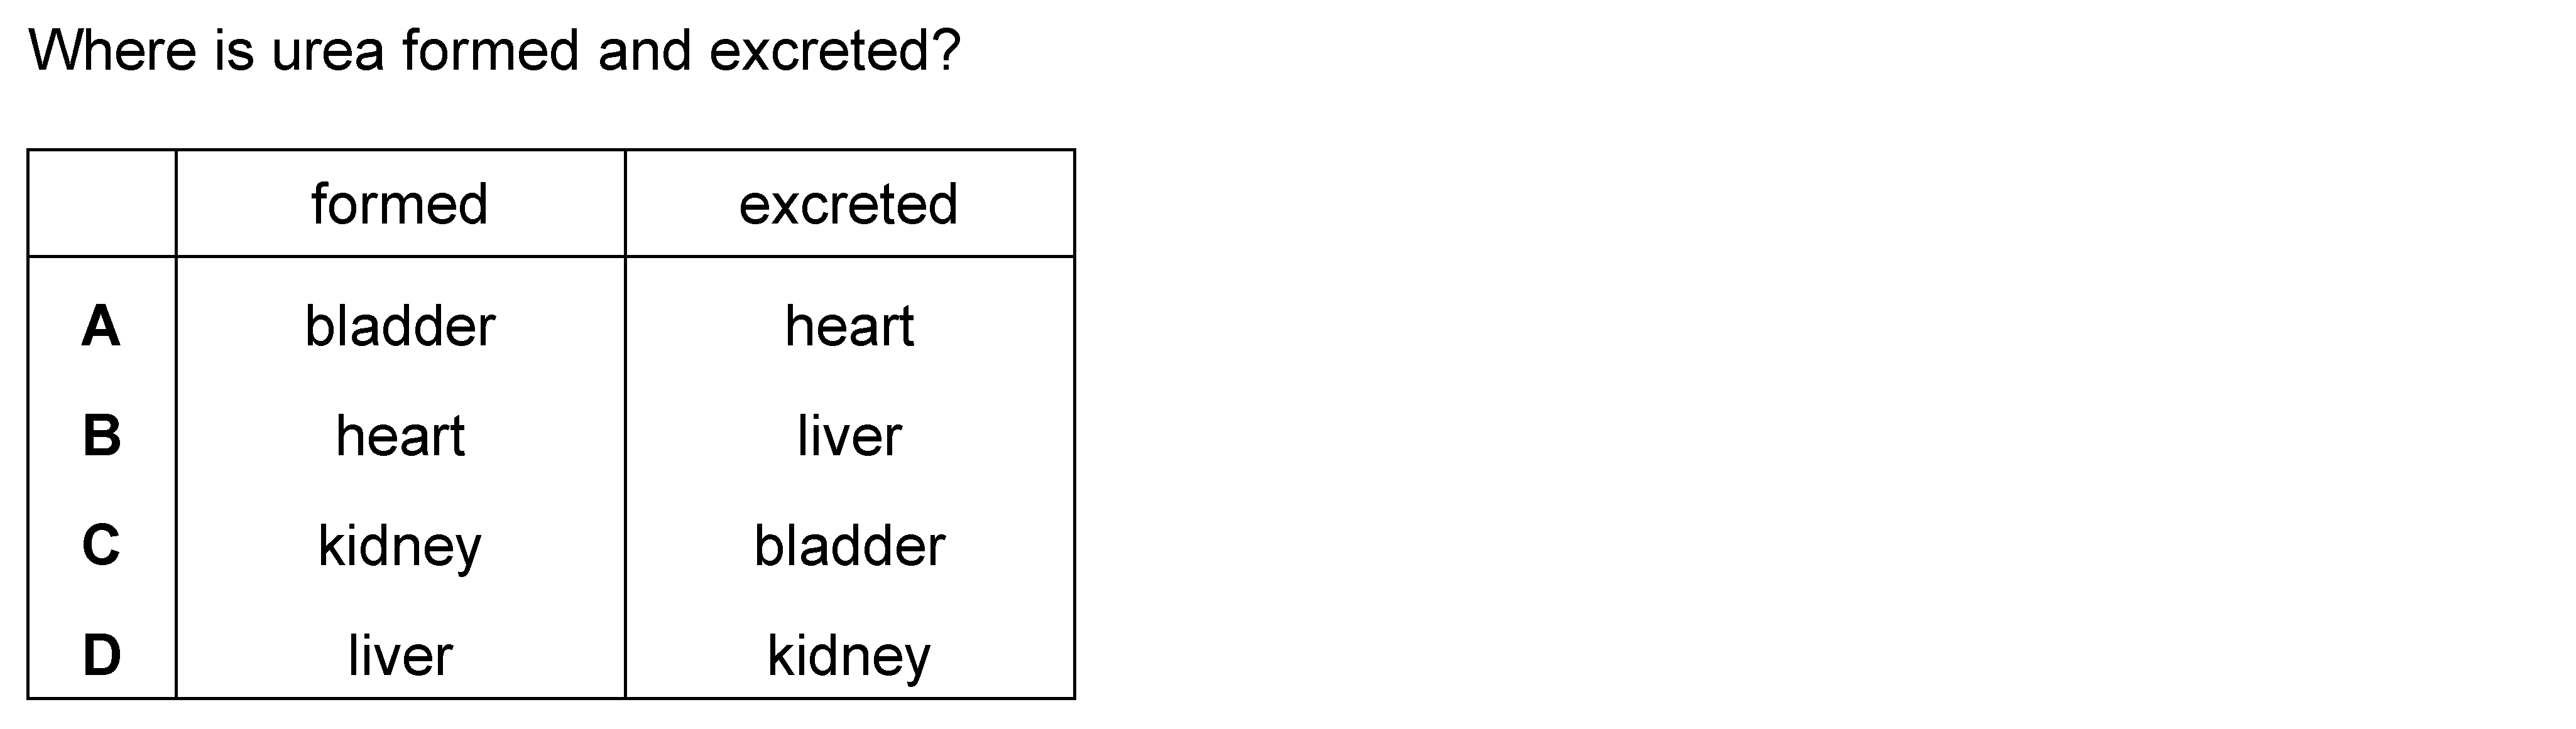 Where is urea formed and excreted?
formed excreted
A bladder heart
B heart liver
C kidney bladder
D liver kidney